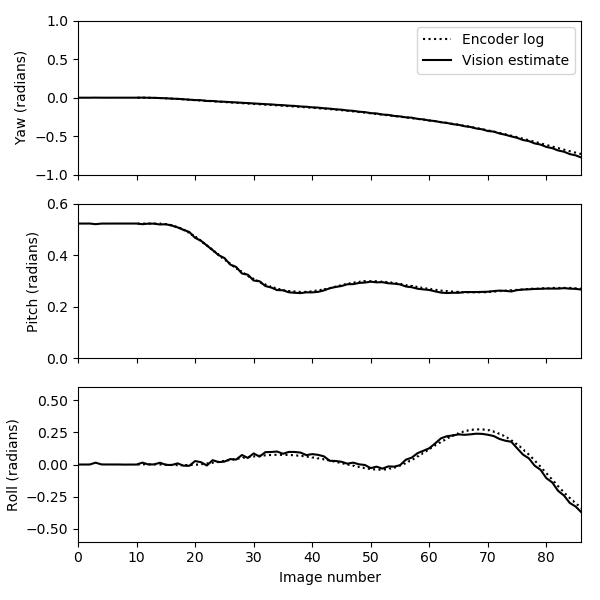 1.0
0.5
0.0
−0.5
−1.0
Yaw (radians)
Encoder log
Vision estimate
0.6
0.4
0.2
0.0
Pitch (radians)
0.50
0.25
0.00
−0.25
−0.50
Roll (radians)
0 10 20 30 40 50 60 70 80
Image number